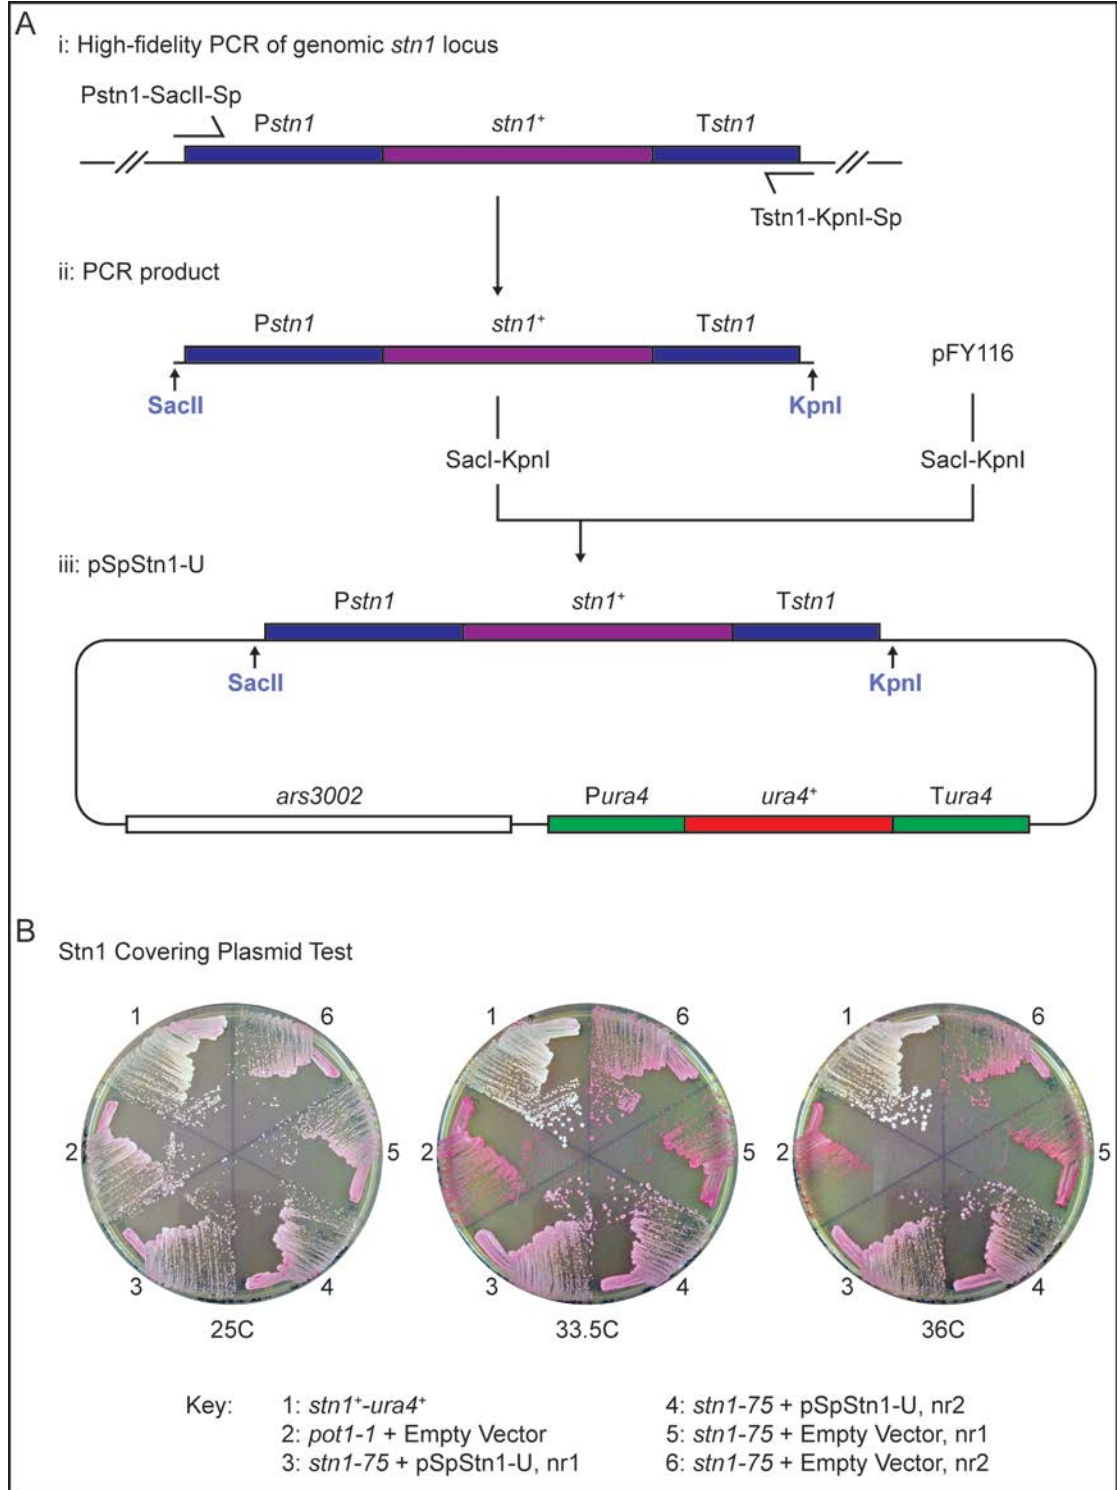 A
i: High-fidelity PCR of genomic stn1 locus
Pstn1-SacII-Sp
Pstn1 stn1⁺ Tstn1
Tstn1-KpnI-Sp
ii: PCR product
Pstn1 stn1⁺ Tstn1
pFY116
SacII KpnI
SacI-KpnI SacI-KpnI
iii: pSpStn1-U
Pstn1 stn1⁺ Tstn1
SacII KpnI
ars3002 Pura4 ura4⁺ Tura4
B
Stn1 Covering Plasmid Test
1 6 1 6 1 6
2 5 2 5 2 5
3 4 3 4 3 4
25C 33.5C 36C
Key: 1: stn1⁺-ura4⁺ 4: stn1-75 + pSpStn1-U, nr2
2: pot1-1 + Empty Vector 5: stn1-75 + Empty Vector, nr1
3: stn1-75 + pSpStn1-U, nr1 6: stn1-75 + Empty Vector, nr2